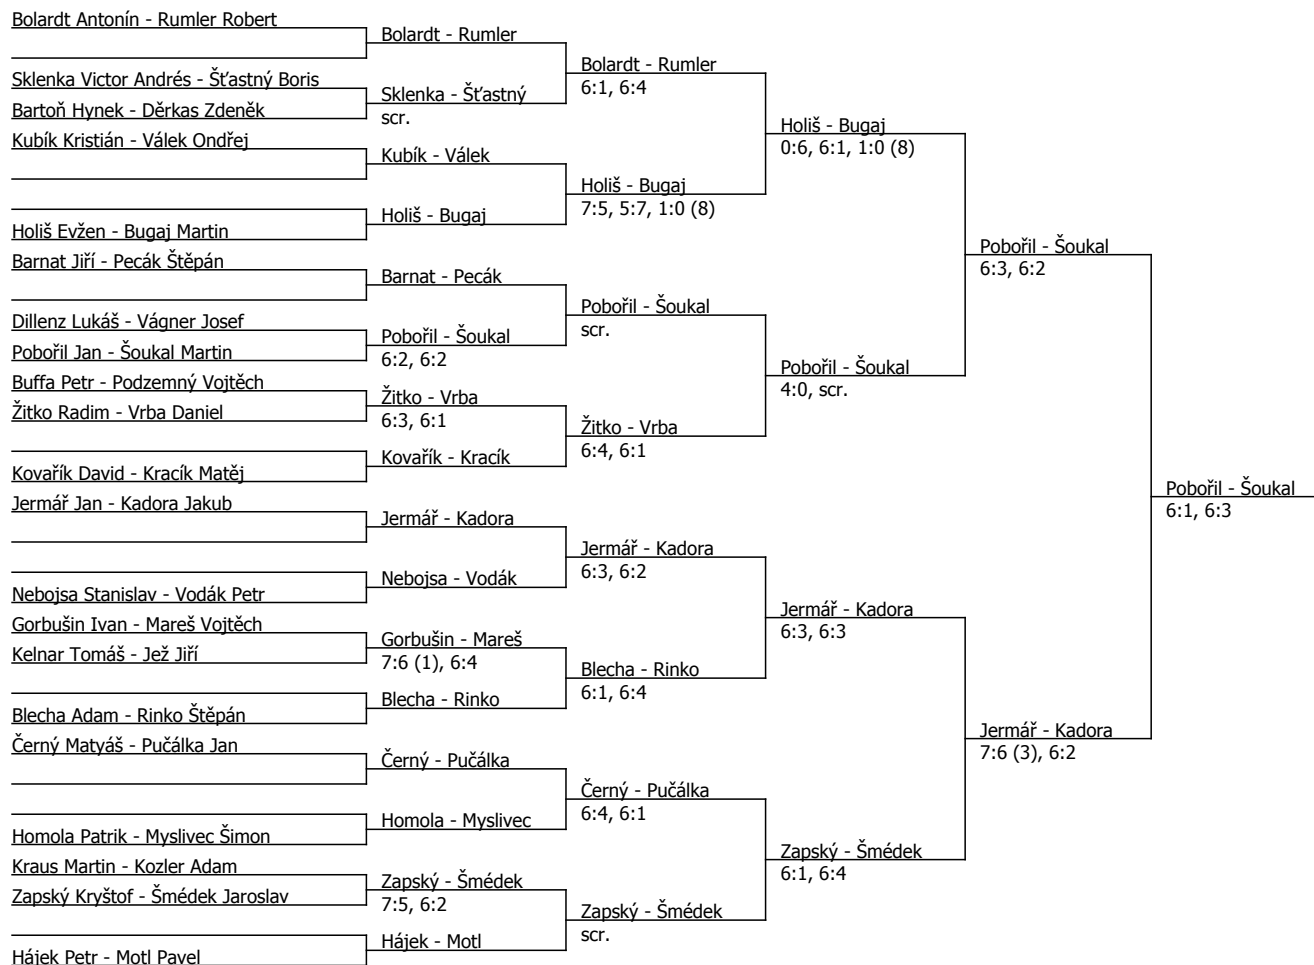 Bolardt Antonín - Rumler Robert
Sklenka Victor Andrés - Šťastný Boris
Bartoň Hynek - Děrkas Zdeněk
Kubík Kristián - Válek Ondřej
Holiš Evžen - Bugaj Martin
Barnat Jiří - Pecák Štěpán
Dillenz Lukáš - Vágner Josef
Pobořil Jan - Šoukal Martin
Buffa Petr - Podzemný Vojtěch
Žitko Radim - Vrba Daniel
Kovařík David - Kracík Matěj
Jermář Jan - Kadora Jakub
Nebojsa Stanislav - Vodák Petr
Gorbušin Ivan - Mareš Vojtěch
Kelnar Tomáš - Jež Jiří
Blecha Adam - Rinko Štěpán
Černý Matyáš - Pučálka Jan
Homola Patrik - Myslivec Šimon
Kraus Martin - Kozler Adam
Zapský Kryštof - Šmédek Jaroslav
Hájek Petr - Motl Pavel
Bolardt - Rumler
Sklenka - Šťastný
scr.
Kubík - Válek
Holiš - Bugaj
Barnat - Pecák
Pobořil - Šoukal
6:2, 6:2
Žitko - Vrba
6:3, 6:1
Kovařík - Kracík
Jermář - Kadora
Nebojsa - Vodák
Gorbušin - Mareš
7:6 (1), 6:4
Blecha - Rinko
Černý - Pučálka
Homola - Myslivec
Zapský - Šmédek
7:5, 6:2
Hájek - Motl
Bolardt - Rumler
6:1, 6:4
Holiš - Bugaj
7:5, 5:7, 1:0 (8)
Pobořil - Šoukal
scr.
Žitko - Vrba
6:4, 6:1
Jermář - Kadora
6:3, 6:2
Blecha - Rinko
6:1, 6:4
Černý - Pučálka
6:4, 6:1
Zapský - Šmédek
scr.
Holiš - Bugaj
0:6, 6:1, 1:0 (8)
Pobořil - Šoukal
4:0, scr.
Jermář - Kadora
6:3, 6:3
Zapský - Šmédek
6:1, 6:4
Pobořil - Šoukal
6:3, 6:2
Jermář - Kadora
7:6 (3), 6:2
Pobořil - Šoukal
6:1, 6:3